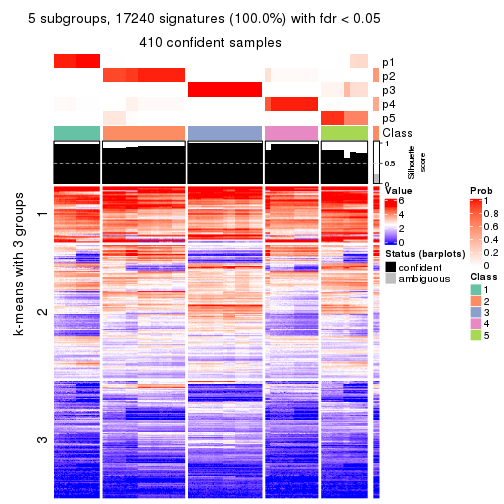 5 subgroups, 17240 signatures (100.0%) with fdr < 0.05
410 confident samples
p1
p2
p3
p4
p5
Class
1
0.5
0
Silhouette
score
k-means with 3 groups
1
2
3
Value
6
4
2
0
Status (barplots)
confident
ambiguous
Prob
1
0.8
0.6
0.4
0.2
0
Class
1
2
3
4
5